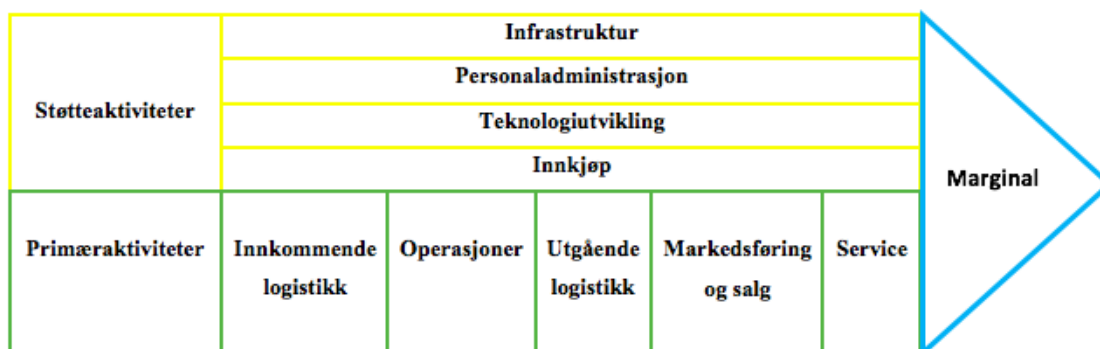 Infrastruktur
Personaladministrasjon
Støtteaktiviteter
Teknologiutvikling
Innkjøp
Marginal
Primæraktiviteter
Innkommende
logistikk
Operasjoner
Utgående
logistikk
Markedsføring
og salg
Service